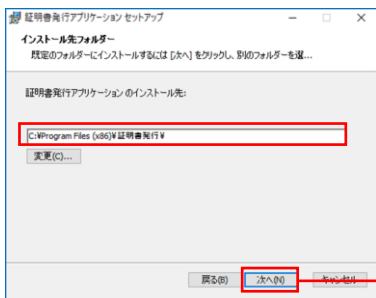 証明書発行アプリケーション セットアップ
インストール先フォルダー
既定のフォルダーにインストールするには [次へ] をクリックし、別のフォルダーを選...
証明書発行アプリケーション のインストール先:
C:¥Program Files (x86)¥証明書発行¥
変更(C)...
戻る(B)
次へ(N)
キャンセル